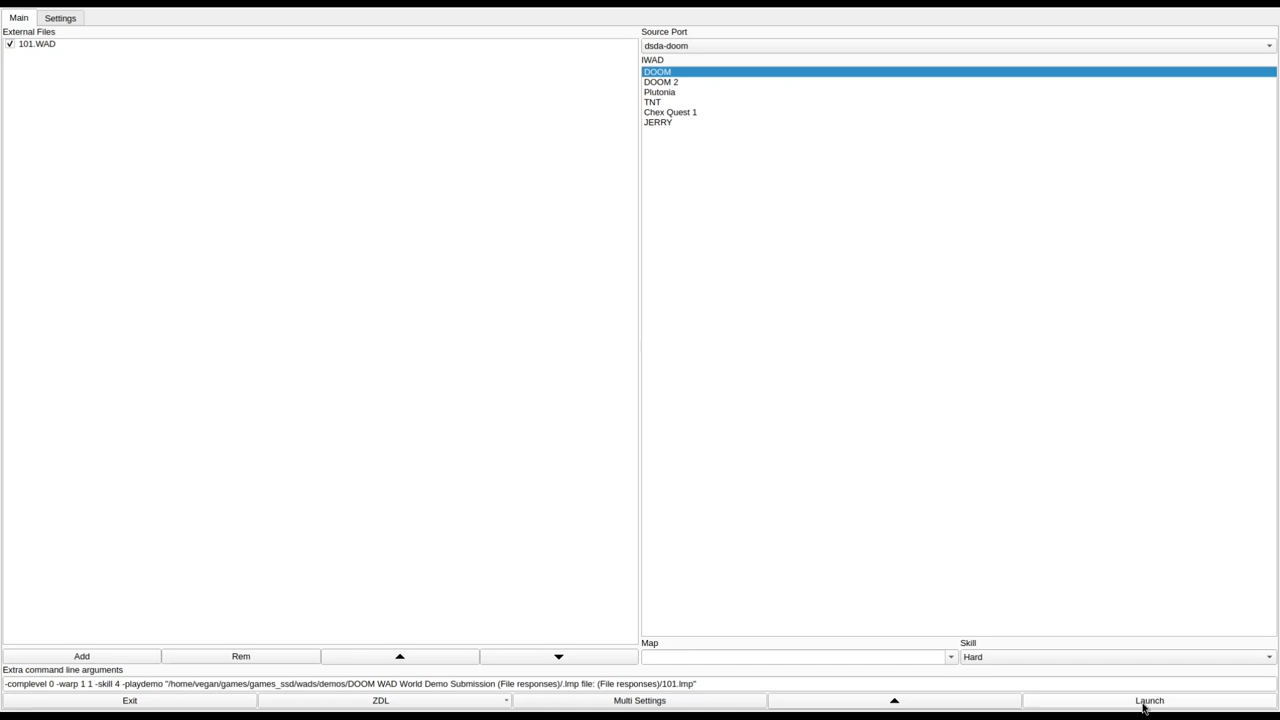 Main Settings
External Files
101.WAD
Source Port
dsda-doom
IWAD
DOOM
DOOM 2
Plutonia
TNT
Chex Quest 1
JERRY
Map Skill
Hard
Add Rem
Extra command line arguments
-complevel 0 -warp 1 1 -skill 4 -playdemo "/home/vegan/games/games_ssd/wads/demos/DOOM WAD World Demo Submission (File responses)/.lmp file: (File responses)/101.lmp"
Exit ZDL Multi Settings Launch